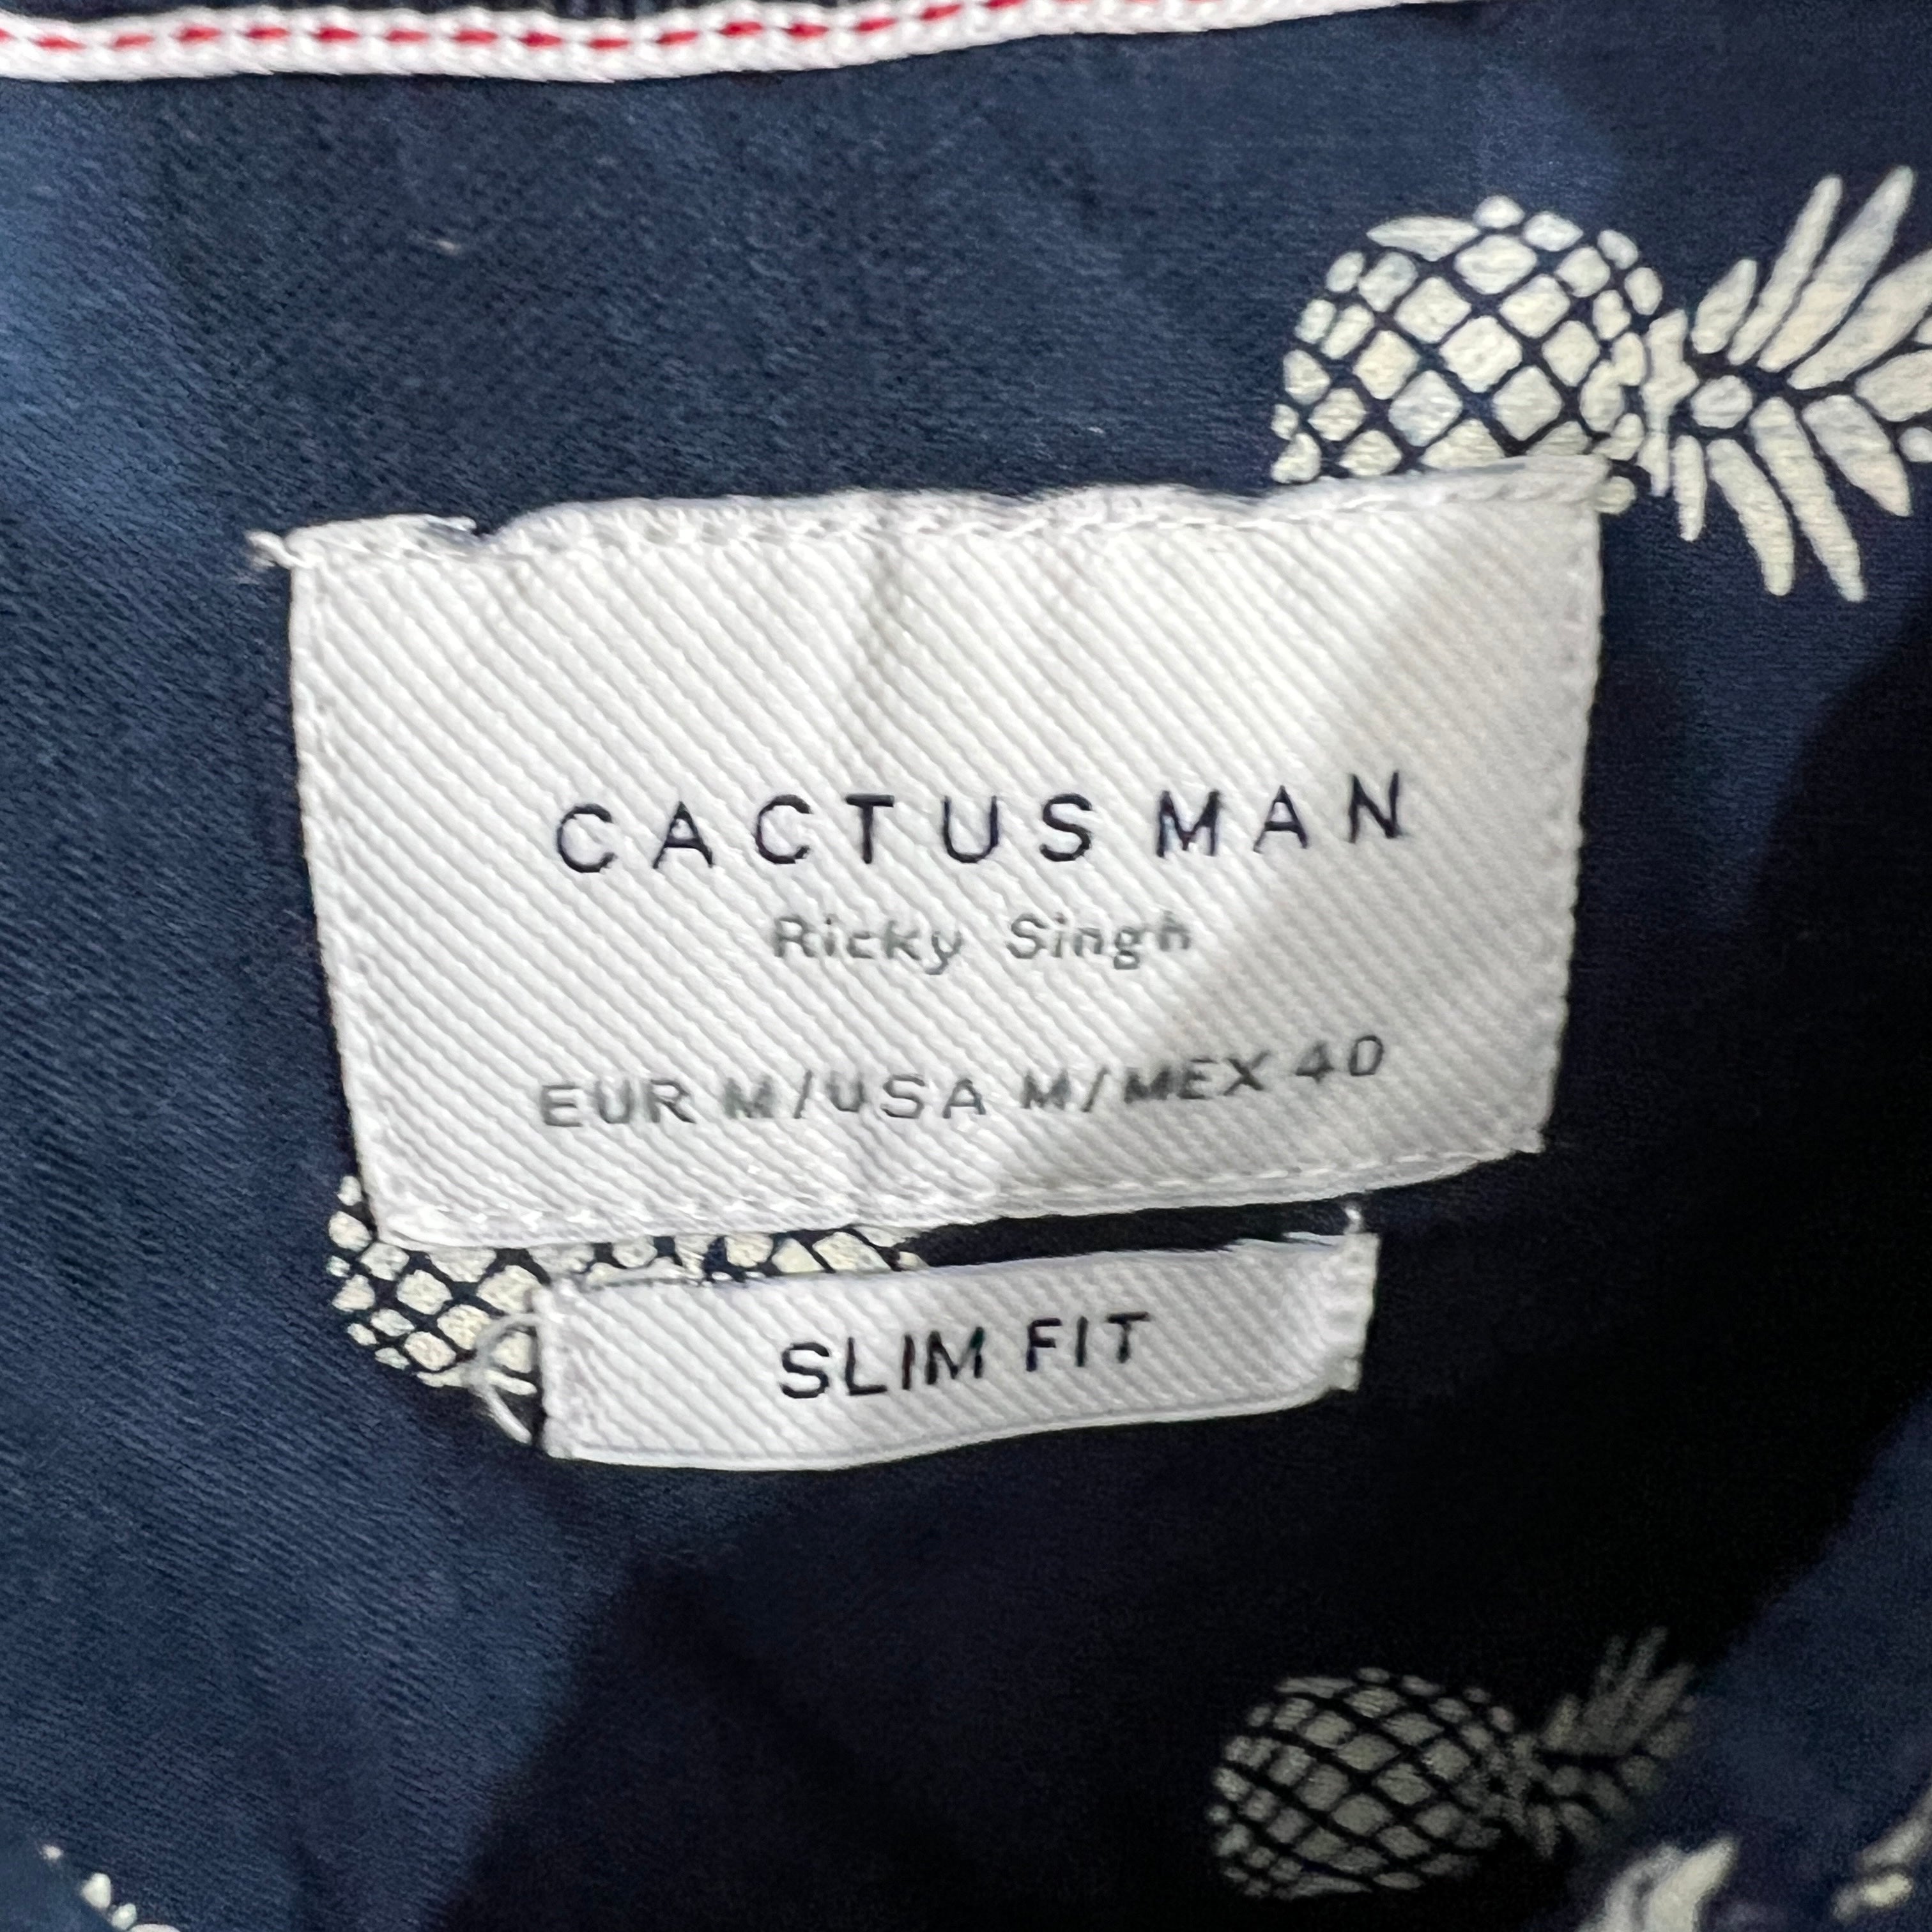 CACTUS MAN
Ricky Singh
EUR M/USA M/MEX 40
SLIM FIT